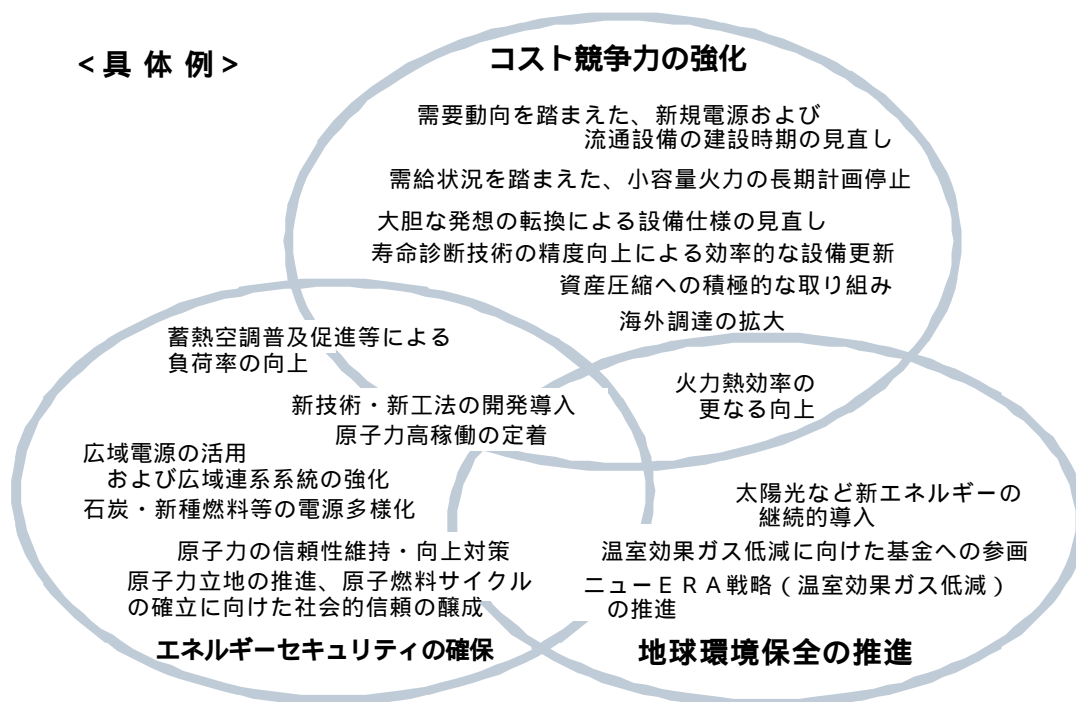 <具体例>
コスト競争力の強化
需要動向を踏まえた、新規電源および
流通設備の建設時期の見直し
需給状況を踏まえた、小容量火力の長期計画停止
大胆な発想の転換による設備仕様の見直し
寿命診断技術の精度向上による効率的な設備更新
資産圧縮への積極的な取り組み
海外調達の拡大
蓄熱空調普及促進等による
負荷率の向上
火力熱効率の
更なる向上
新技術・新工法の開発導入
原子力高稼働の定着
広域電源の活用
および広域連系系統の強化
石炭・新種燃料等の電源多様化
太陽光など新エネルギーの
継続的導入
原子力の信頼性維持・向上対策
原子力立地の推進、原子燃料サイクル
の確立に向けた社会的信頼の醸成
温室効果ガス低減に向けた基金への参画
ニューERA戦略(温室効果ガス低減)
の推進
エネルギーセキュリティの確保
地球環境保全の推進